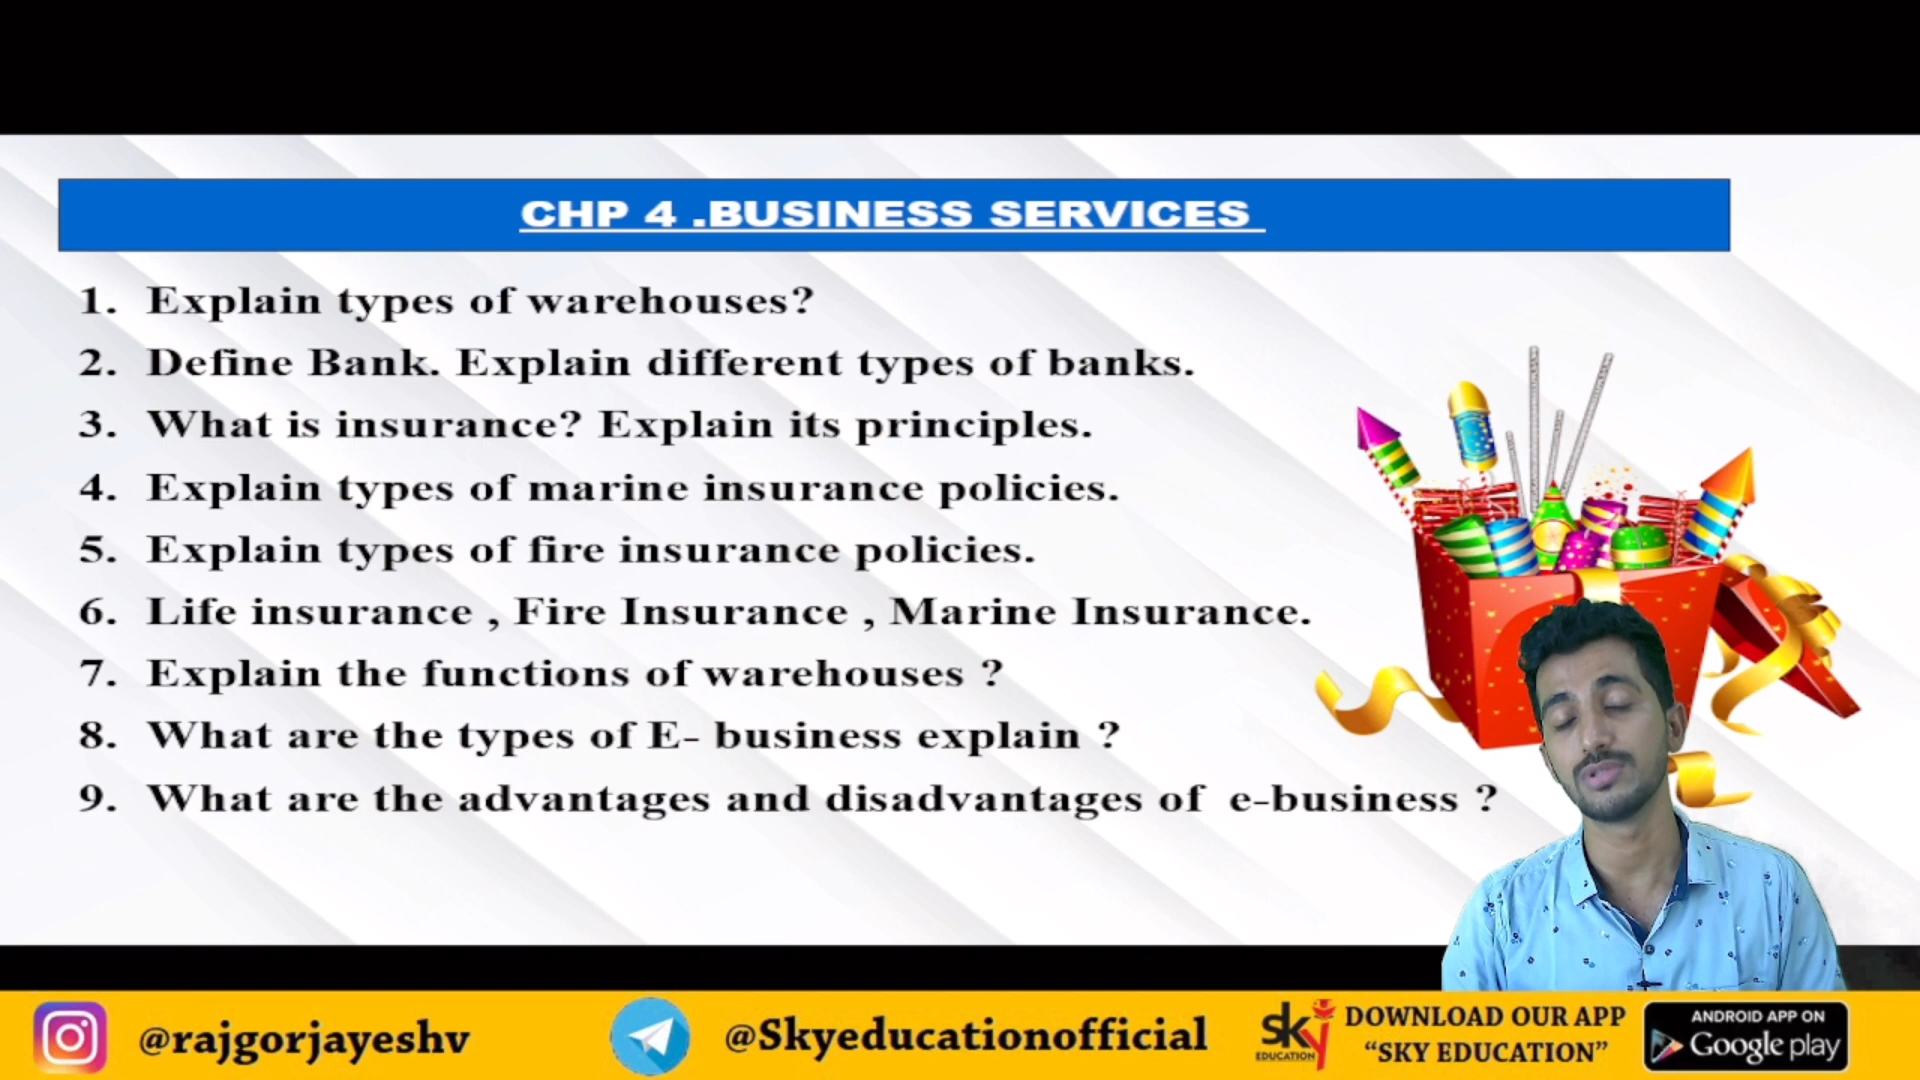 CHP 4 .BUSINESS SERVICES
1. Explain types of warehouses?
2. Define Bank. Explain different types of banks.
3. What is insurance? Explain its principles.
4. Explain types of marine insurance policies.
5. Explain types of fire insurance policies.
6. Life insurance , Fire Insurance , Marine Insurance.
7. Explain the functions of warehouses ?
8. What are the types of E- business explain ?
9. What are the advantages and disadvantages of e-business ?
@rajgorjayeshv
@Skyeducationofficial
sky
EDUCATION
DOWNLOAD OUR APP
“SKY EDUCATION”
ANDROID APP ON
Google play